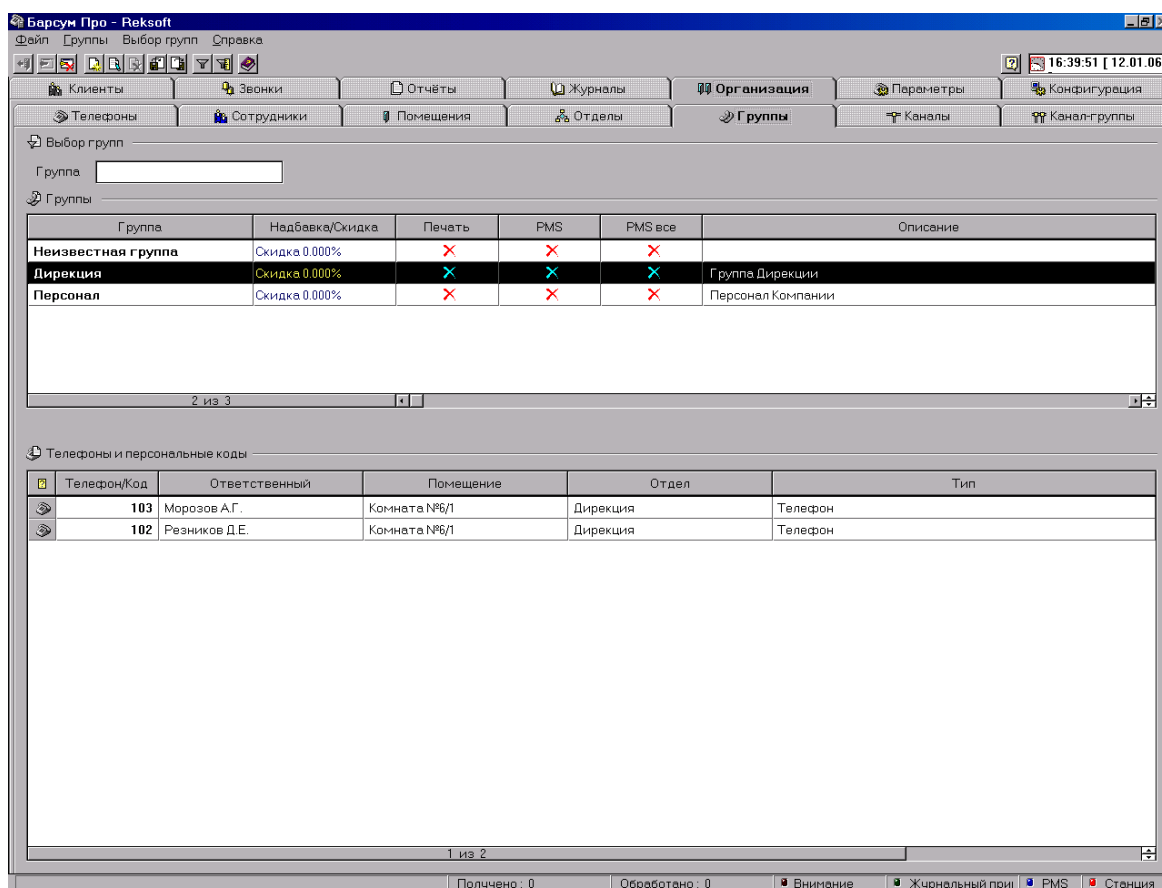 Барсум Про - Reksoft
Файл Группы Выбор групп Справка
16:39:51 [ 12.01.06
Клиенты Звонки Отчёты Журналы Организация Параметры Конфигурация
Телефоны Сотрудники Помещения Отделы Группы Каналы Канал-группы
Выбор групп
Группа
Группы
Группа Надбавка/Скидка Печать PMS PMS все Описание
Неизвестная группа Скидка 0.000%
Дирекция Скидка 0.000% Группа Дирекции
Персонал Скидка 0.000% Персонал Компании
2 из 3
Телефоны и персональные коды
Телефон/Код Ответственный Помещение Отдел Тип
103 Морозов А.Г. Комната №6/1 Дирекция Телефон
102 Резников Д.Е. Комната №6/1 Дирекция Телефон
1 из 2
Получено : 0 Обработано : 0 Внимание Журнальный при PMS Станция